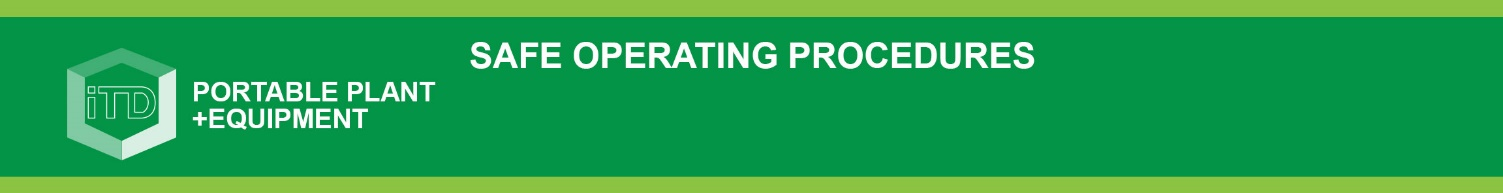 SAFE OPERATING PROCEDURES
iTD
PORTABLE PLANT
+EQUIPMENT